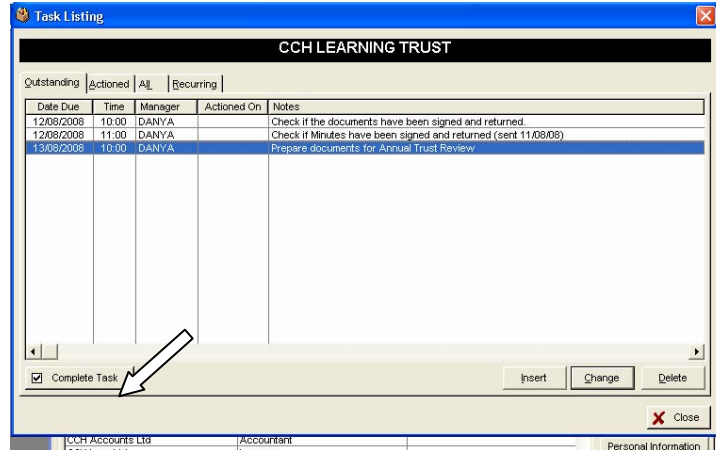 Task Listing
CCH LEARNING TRUST
Outstanding Actioned All Recurring
Date Due Time Manager Actioned On Notes
12/08/2008 10:00 DANYA Check if the documents have been signed and returned.
12/08/2008 11:00 DANYA Check if Minutes have been signed and returned (sent 11/08/08)
13/08/2008 10:00 DANYA Prepare documents for Annual Trust Review
Complete Task Insert Change Delete
Close
CCH Accounts Ltd Accountant Personal Information